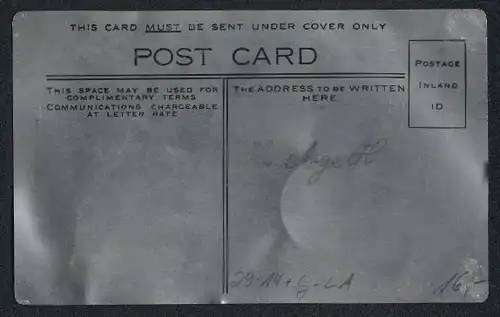 THIS CARD MUST BE SENT UNDER COVER ONLY
POST CARD
THIS SPACE MAY BE USED FOR
COMPLIMENTARY TERMS
COMMUNICATIONS CHARGEABLE
AT LETTER RATE
THE ADDRESS TO BE WRITTEN
HERE.
POSTAGE
INLAND
1D
16,-